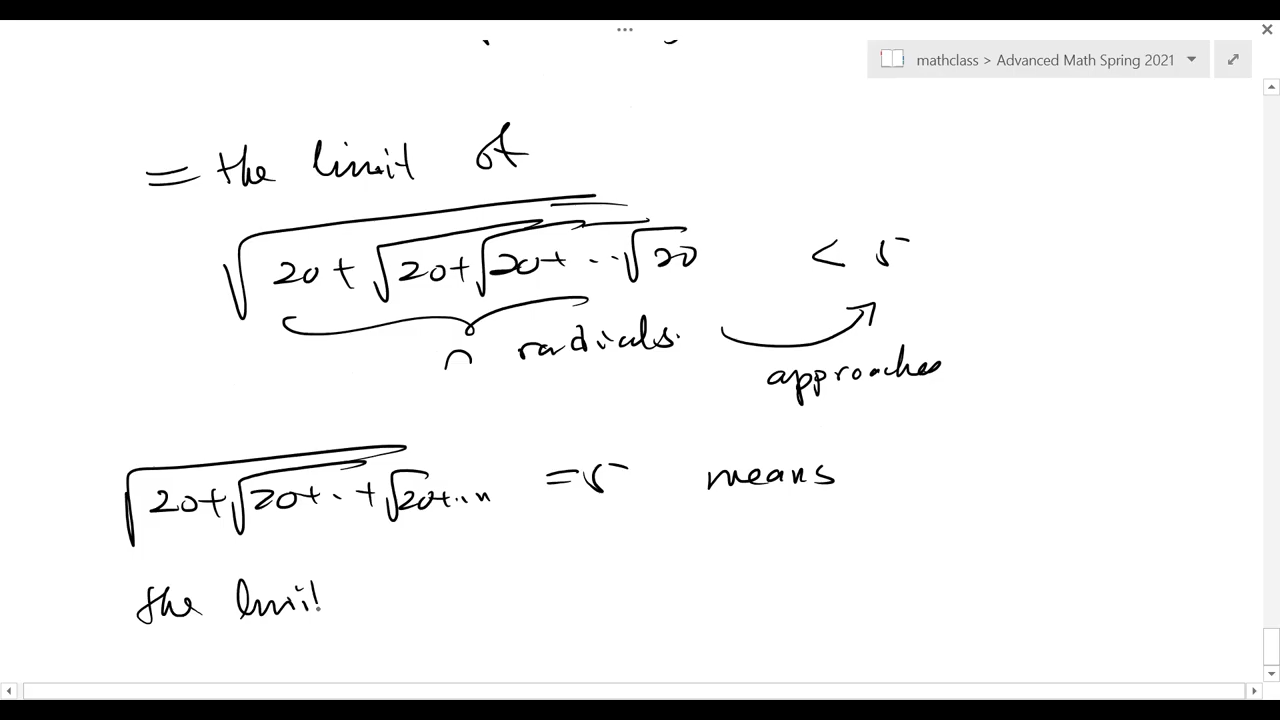 mathclass > Advanced Math Spring 2021
= the limit of
√20+√20+√20+ ...√20 < 5
n radicals.
approaches
√20+√20+..+√20+... = 5 means
the limit